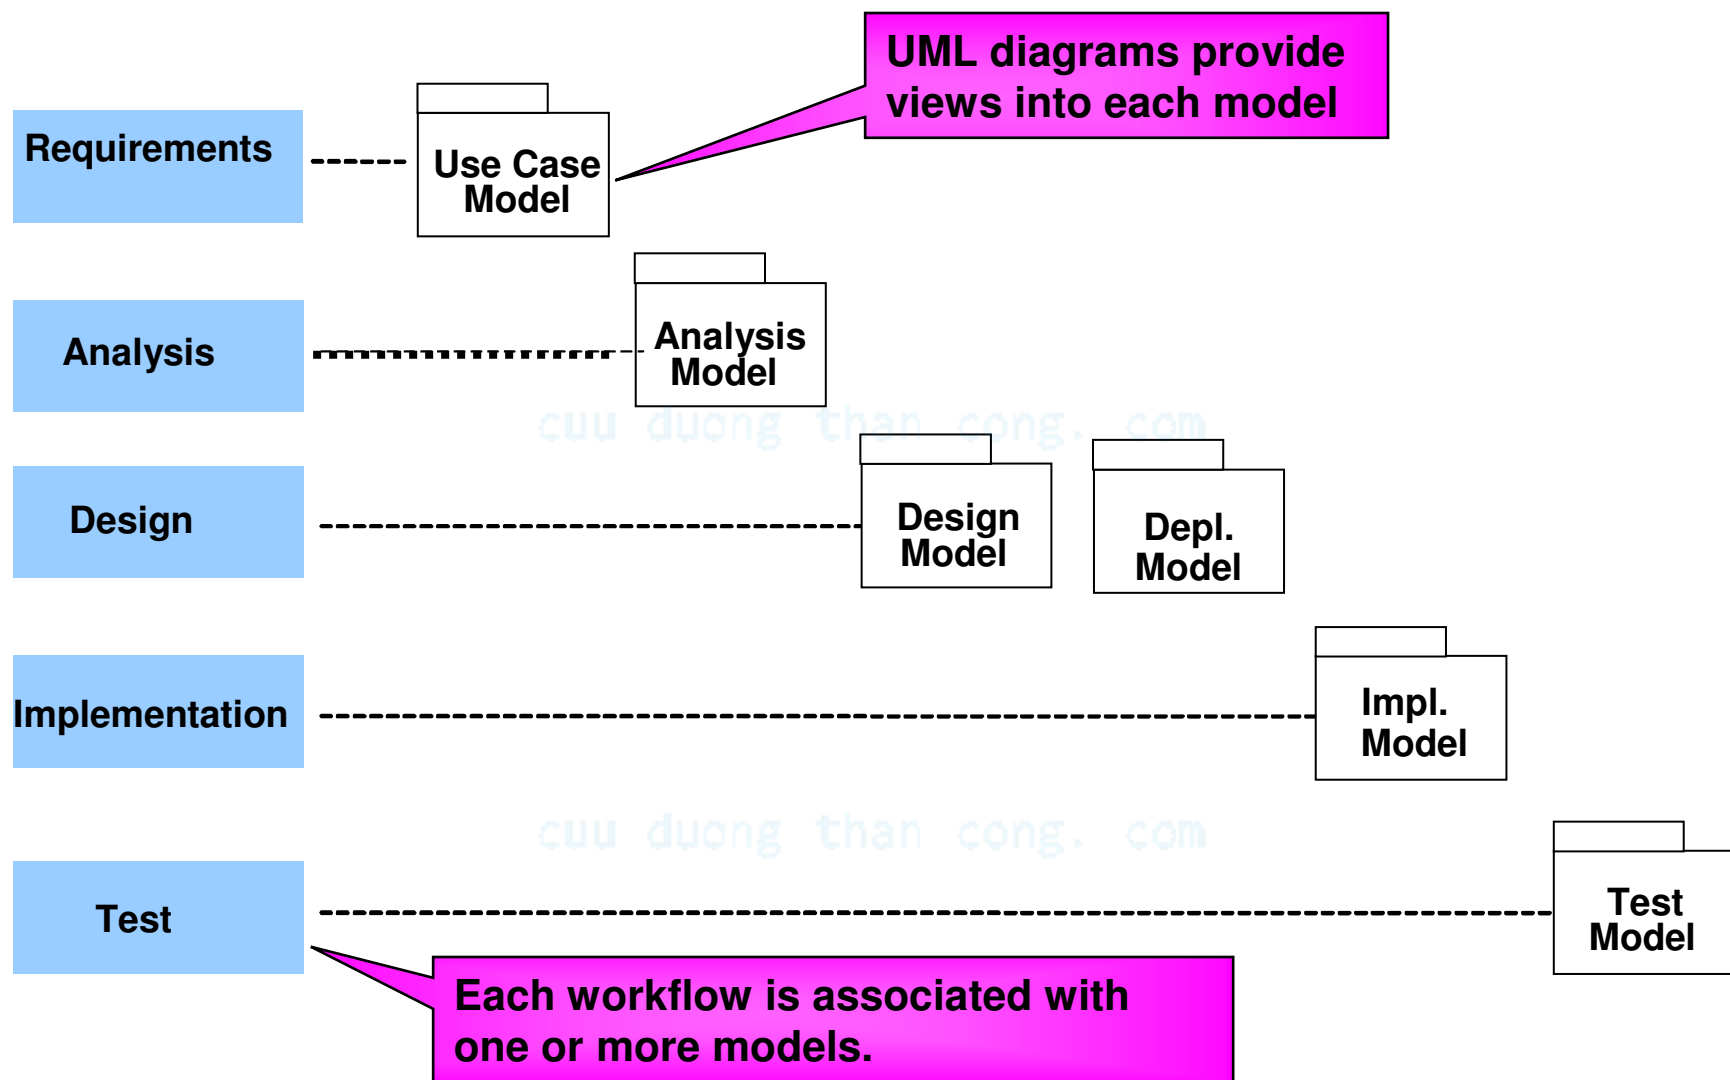 UML diagrams provide
views into each model
Requirements
Use Case
Model
Analysis
Analysis
Model
cuu duong than cong. com
Design
Design
Model
Depl.
Model
Implementation
Impl.
Model
cuu duong than cong. com
Test
Test
Model
Each workflow is associated with
one or more models.